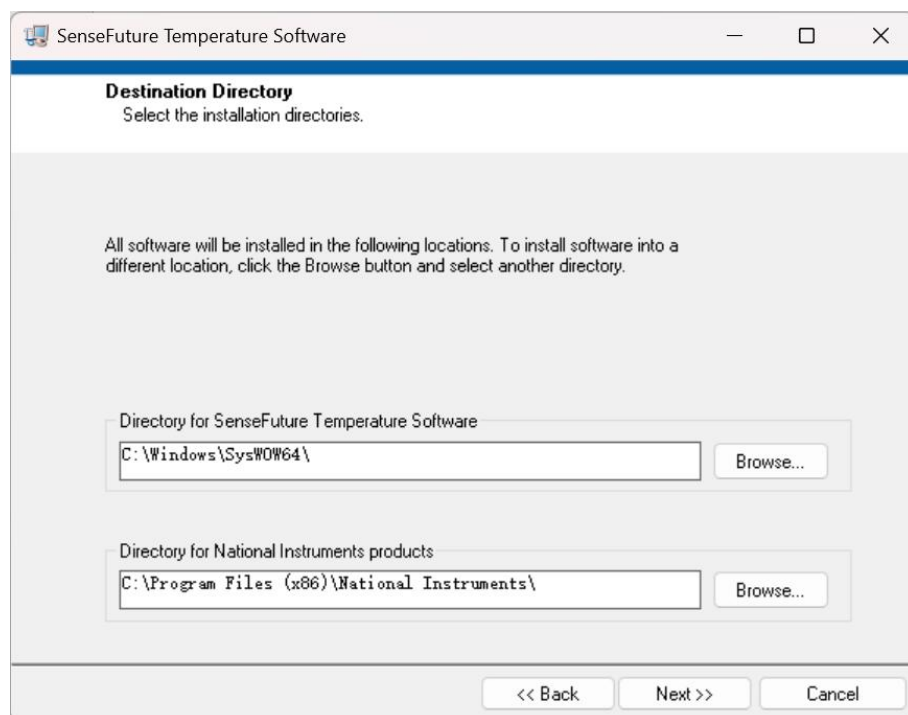 SenseFuture Temperature Software
Destination Directory
Select the installation directories.
All software will be installed in the following locations. To install software into a
different location, click the Browse button and select another directory.
Directory for SenseFuture Temperature Software
C:\Windows\SysWOW64\
Browse...
Directory for National Instruments products
C:\Program Files (x86)\National Instruments\
Browse...
<< Back
Next >>
Cancel